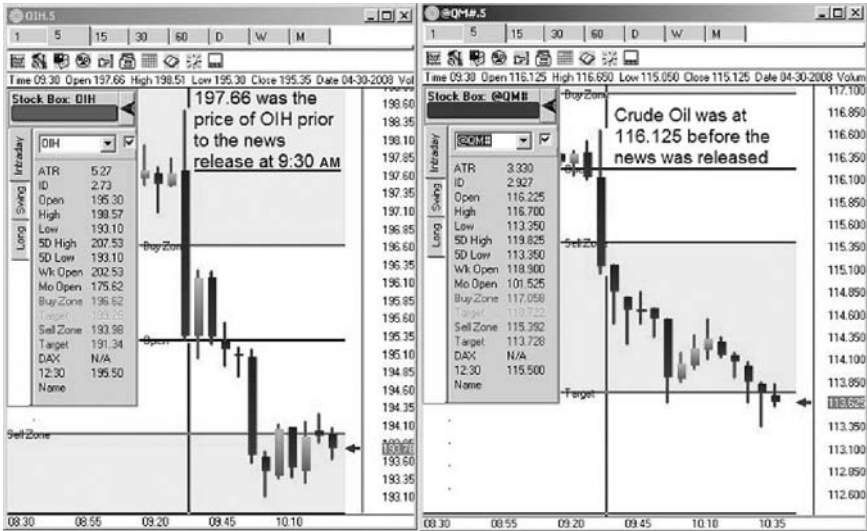 OIH.5
1 5 15 30 60 D W M
Time 09:30 Open 197.66 High 198.51 Low 195.30 Close 195.35 Date 04-30-2008 Vol
Stock Box: OIH
OIH
Intraday
Swing
Long
ATR 5.27
ID 2.73
Open 195.30
High 198.57
Low 193.10
5D High 207.53
5D Low 193.10
Wk Open 202.53
Mo Open 175.62
Buy Zone 196.62
Target
Sell Zone 193.98
Target 191.34
DAX N/A
12:30 195.50
Name
197.66 was the
price of OIH prior
to the news
release at 9:30 AM
Buy Zone
Open
Sell Zone
198.60
198.35
198.10
197.85
197.60
197.35
197.10
196.85
196.60
196.35
196.10
195.85
195.60
195.35
195.10
194.85
194.60
194.35
194.10
193.78
193.60
193.35
193.10
08:30 08:55 09:20 09:45 10:10
@QM#.5
1 5 15 30 60 D W M
Time 09:30 Open 116.125 High 116.650 Low 115.050 Close 115.125 Date 04-30-2008 Volum
Stock Box: @QM#
@QM#
Intraday
Swing
Long
ATR 3.330
ID 2.927
Open 116.225
High 116.700
Low 113.350
5D High 119.825
5D Low 113.350
Wk Open 118.900
Mo Open 101.525
Buy Zone 117.058
Target
Sell Zone 115.392
Target 113.728
DAX N/A
12:30 115.500
Name
Buy Zone
Crude Oil was at
116.125 before the
news was released
Sell Zone
Target
117.100
116.850
116.600
116.350
116.100
115.850
115.600
115.350
115.100
114.850
114.600
114.350
114.100
113.850
113.625
113.350
113.100
112.850
112.600
08:30 08:55 09:20 09:45 10:10 10:35